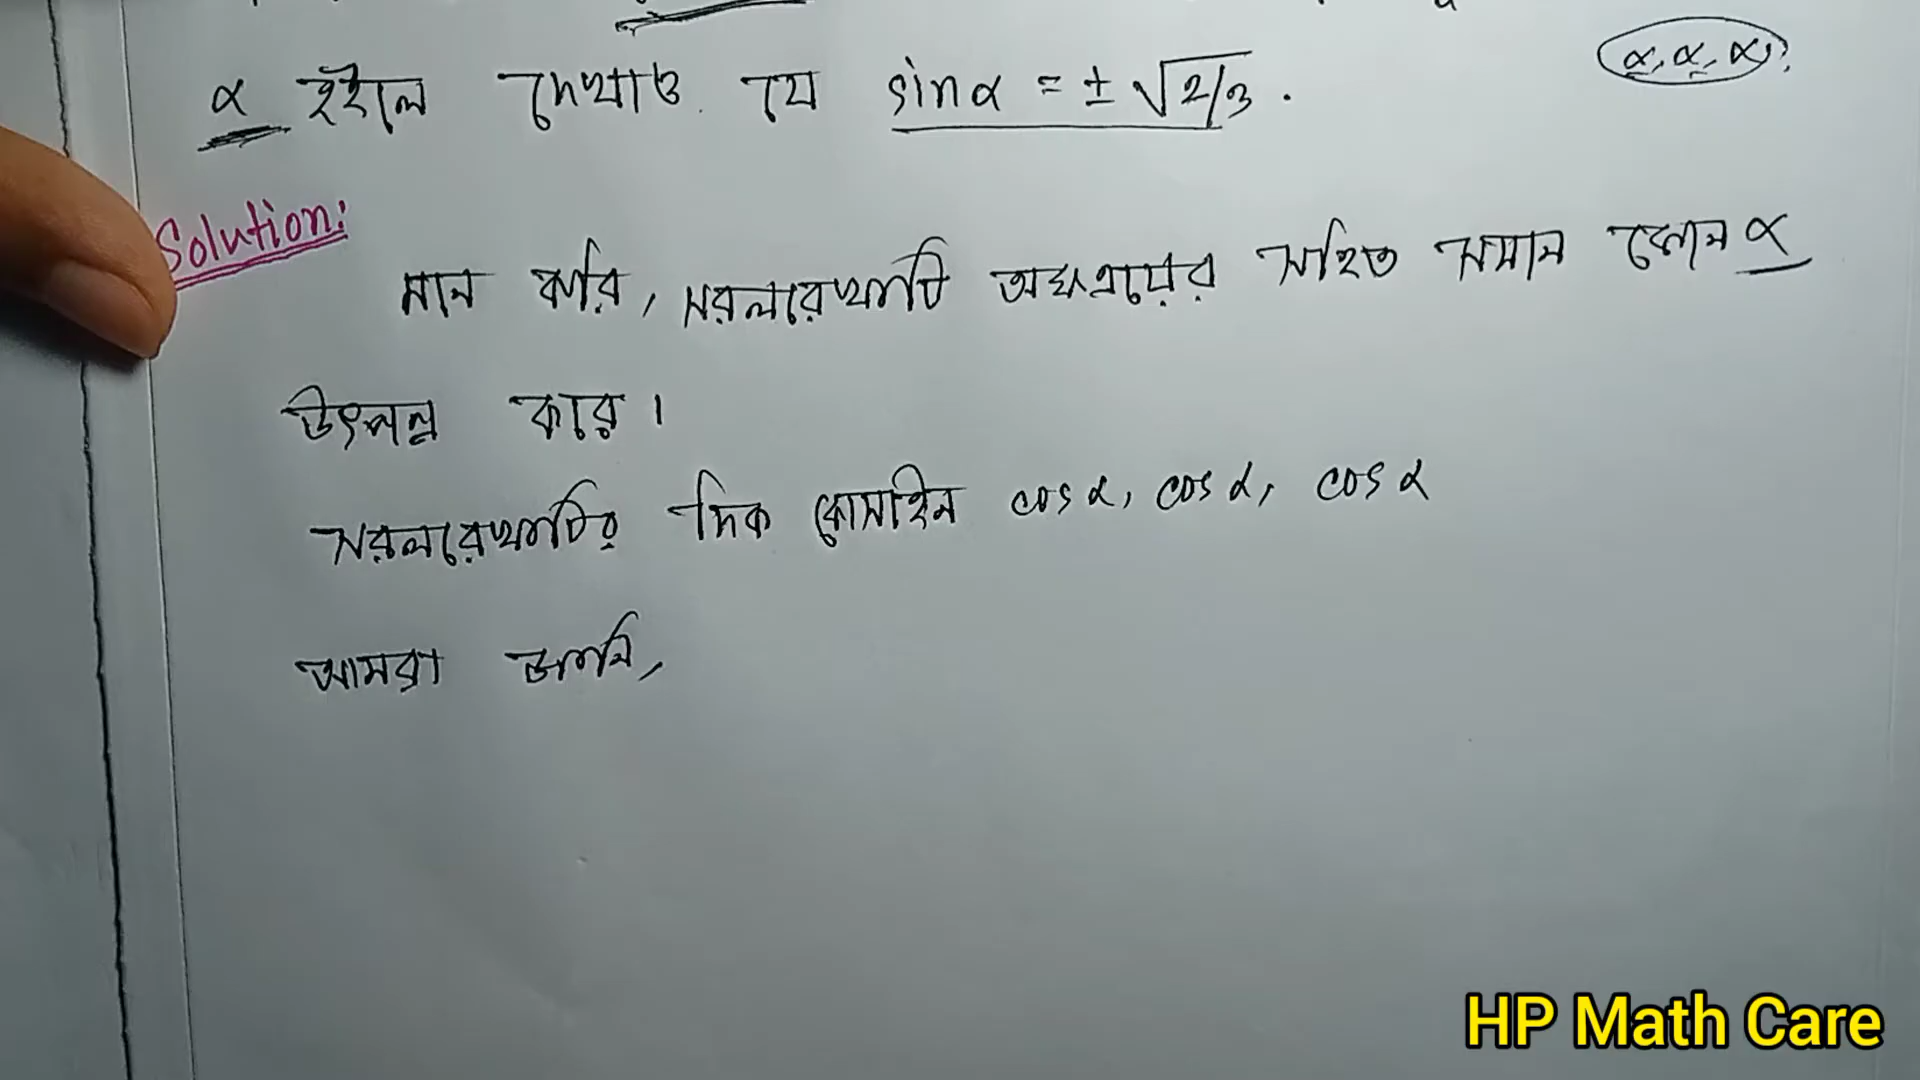 α হইলে দেখাও যে sinα = ± √2/3 .
α, α, α?
Solution:
মনে করি, সরলরেখাটি অক্ষত্রয়ের সহিত সমান কোন α
উৎপন্ন করে।
সরলরেখাটির দিক কোসাইন cos α, cos α, cos α
আমরা জানি,
HP Math Care